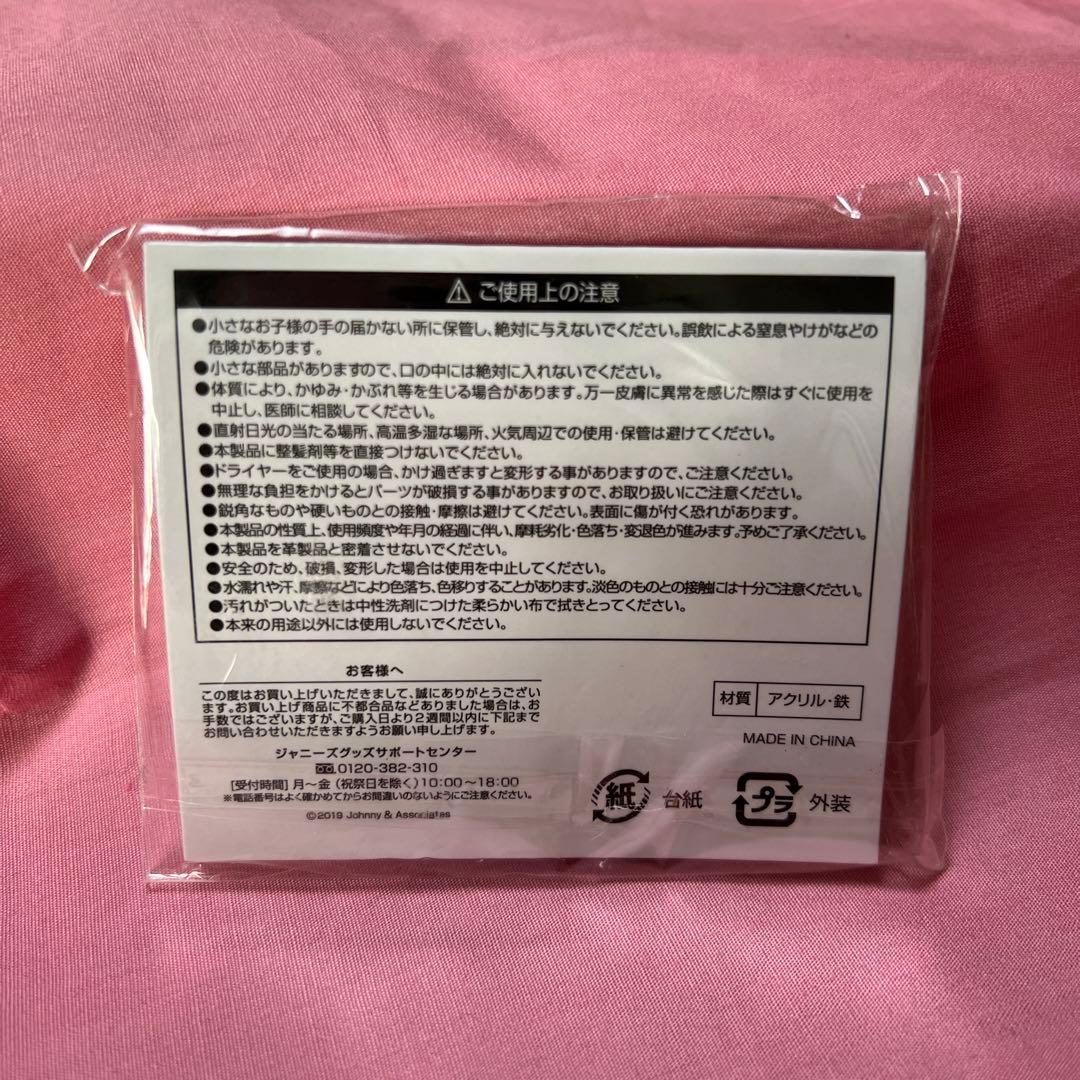 ⚠ ご使用上の注意
●小さなお子様の手の届かない所に保管し、絶対に与えないでください。誤飲による窒息やけがなどの
危険があります。
●小さな部品がありますので、口の中には絶対に入れないでください。
●体質により、かゆみ・かぶれ等を生じる場合があります。万一皮膚に異常を感じた際はすぐに使用を
中止し、医師に相談してください。
●直射日光の当たる場所、高温多湿な場所、火気周辺での使用・保管は避けてください。
●本製品に整髪剤等を直接つけないでください。
●ドライヤーをご使用の場合、かけ過ぎますと変形する事がありますので、ご注意ください。
●無理な負担をかけるとパーツが破損する事がありますので、お取り扱いにご注意ください。
●鋭角なものや硬いものとの接触・摩擦は避けてください。表面に傷が付く恐れがあります。
●本製品の性質上、使用頻度や年月の経過に伴い、摩耗劣化・色落ち・変退色が進みます。予めご了承ください。
●本製品を革製品と密着させないでください。
●安全のため、破損、変形した場合は使用を中止してください。
●水濡れや汗、摩擦などにより色落ち、色移りすることがあります。淡色のものとの接触には十分ご注意ください。
●汚れがついたときは中性洗剤につけた柔らかい布で拭きとってください。
●本来の用途以外には使用しないでください。
お客様へ
この度はお買い上げいただきまして、誠にありがとうござい
ます。お買い上げ商品に不都合品などありました場合は、お
手数ではございますが、ご購入日より2週間以内に下記まで
お問い合わせいただきますようお願い申し上げます。
ジャニーズグッズサポートセンター
0120-382-310
[受付時間] 月〜金 (祝祭日を除く) 10:00〜18:00
※電話番号はよく確かめてからお間違いのないようにご注意ください。
©2019 Johnny & Associates
材質 アクリル・鉄
MADE IN CHINA
紙 台紙
プラ 外装